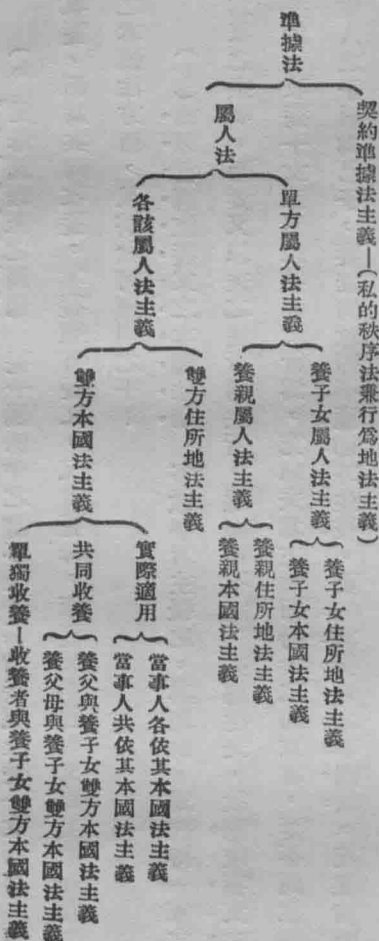 準據法
契約準據法主義—(私的秩序法兼行爲地法主義)
屬人法
單方屬人法主義
養子女屬人法主義
養子女住所地法主義
養子女本國法主義
養親屬人法主義
養親住所地法主義
養親本國法主義
各該屬人法主義
雙方住所地法主義
雙方本國法主義
實際適用
當事人各依其本國法主義
當事人共依其本國法主義
共同收養
養父與養子女雙方本國法主義
養父母與養子女雙方本國法主義
單獨收養—收養者與養子女雙方本國法主義